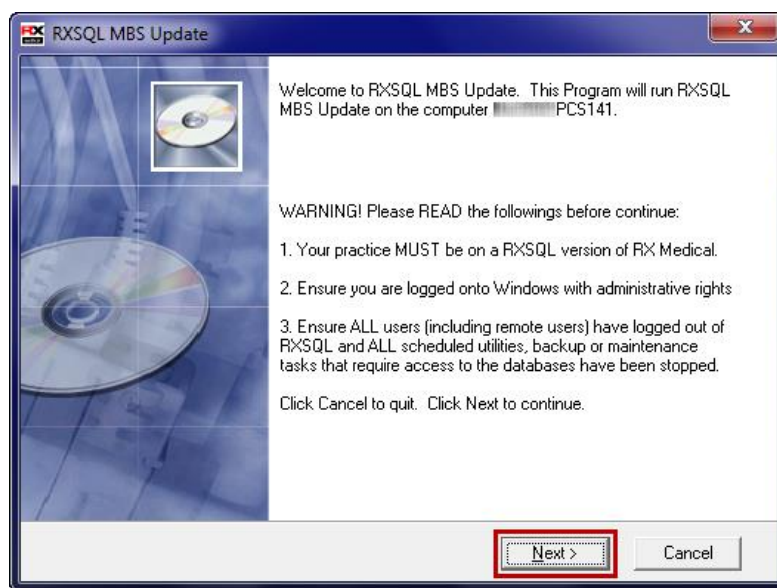 RXSQL MBS Update
Welcome to RXSQL MBS Update. This Program will run RXSQL
MBS Update on the computer PCS141.
WARNING! Please READ the followings before continue:
1. Your practice MUST be on a RXSQL version of RX Medical.
2. Ensure you are logged onto Windows with administrative rights
3. Ensure ALL users (including remote users) have logged out of
RXSQL and ALL scheduled utilities, backup or maintenance
tasks that require access to the databases have been stopped.
Click Cancel to quit. Click Next to continue.
Next >
Cancel